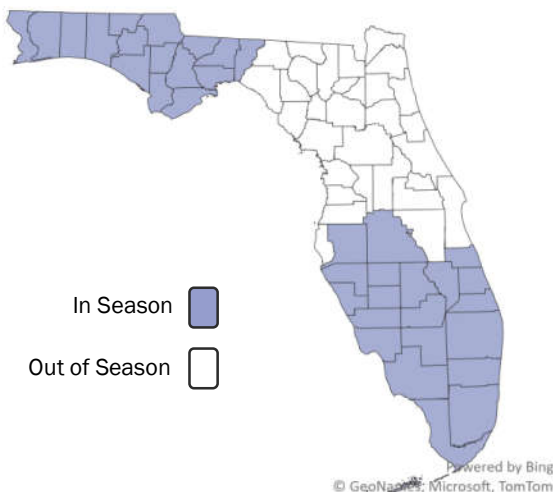 In Season
Out of Season
Powered by Bing
© GeoNames, Microsoft, TomTom